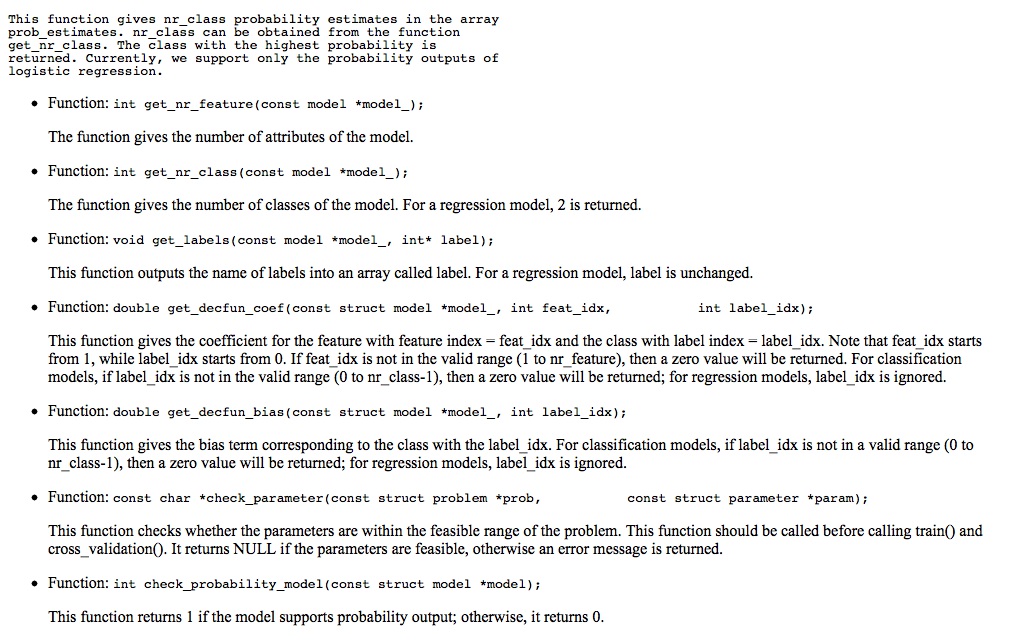 This function gives nr_class probability estimates in the array
prob_estimates. nr_class can be obtained from the function
get_nr_class. The class with the highest probability is
returned. Currently, we support only the probability outputs of
logistic regression.
• Function: int get_nr_feature(const model *model_);
The function gives the number of attributes of the model.
• Function: int get_nr_class(const model *model_);
The function gives the number of classes of the model. For a regression model, 2 is returned.
• Function: void get_labels(const model *model_, int* label);
This function outputs the name of labels into an array called label. For a regression model, label is unchanged.
• Function: double get_decfun_coef(const struct model *model_, int feat_idx, int label_idx);
This function gives the coefficient for the feature with feature index = feat_idx and the class with label index = label_idx. Note that feat_idx starts
from 1, while label_idx starts from 0. If feat_idx is not in the valid range (1 to nr_feature), then a zero value will be returned. For classification
models, if label_idx is not in the valid range (0 to nr_class-1), then a zero value will be returned; for regression models, label_idx is ignored.
• Function: double get_decfun_bias(const struct model *model_, int label_idx);
This function gives the bias term corresponding to the class with the label_idx. For classification models, if label_idx is not in a valid range (0 to
nr_class-1), then a zero value will be returned; for regression models, label_idx is ignored.
• Function: const char *check_parameter(const struct problem *prob, const struct parameter *param);
This function checks whether the parameters are within the feasible range of the problem. This function should be called before calling train() and
cross_validation(). It returns NULL if the parameters are feasible, otherwise an error message is returned.
• Function: int check_probability_model(const struct model *model);
This function returns 1 if the model supports probability output; otherwise, it returns 0.